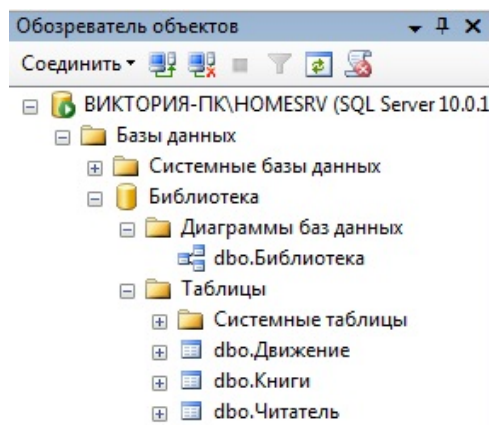 Обозреватель объектов
Соединить
ВИКТОРИЯ-ПК\HOMESRV (SQL Server 10.0.1
Базы данных
Системные базы данных
Библиотека
Диаграммы баз данных
dbo.Библиотека
Таблицы
Системные таблицы
dbo.Движение
dbo.Книги
dbo.Читатель